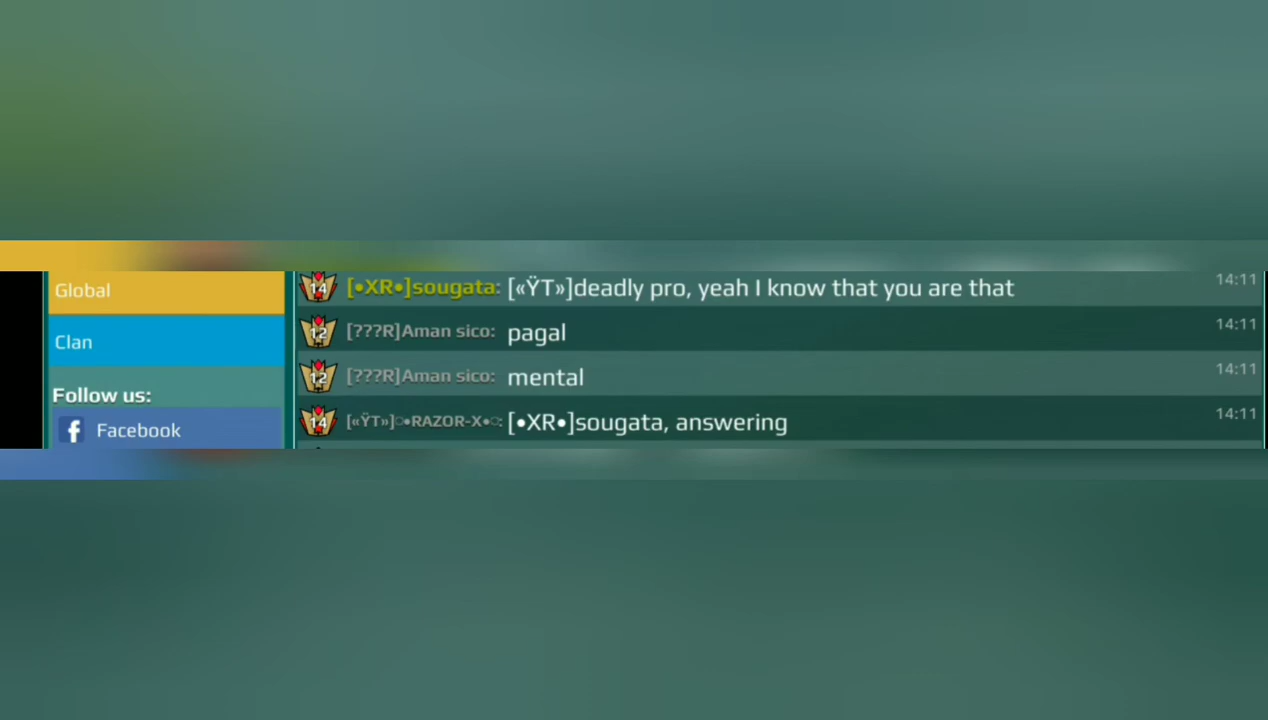 Global
Clan
Follow us:
Facebook
14 [•XR•]sougata: [«ŸT»]deadly pro, yeah I know that you are that 14:11
12 [???R]Aman sico: pagal 14:11
12 [???R]Aman sico: mental 14:11
14 [«ŸT»]○•RAZOR-X•○: [•XR•]sougata, answering 14:11